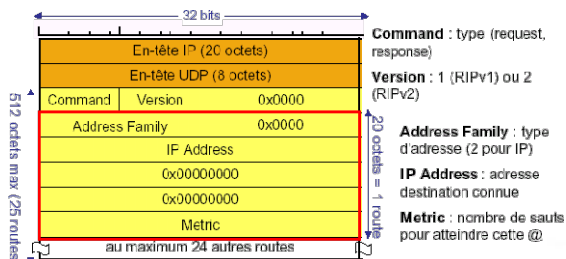 32 bits
En-tête IP (20 octets)
En-tête UDP (8 octets)
Command Version 0x0000
Address Family 0x0000
IP Address
0x00000000
0x00000000
Metric
au maximum 24 autres routes
512 octets max (25 routes
20 octets = 1 route
Command : type (request,
response)
Version : 1 (RIPv1) ou 2
(RIPv2)
Address Family : type
d'adresse (2 pour IP)
IP Address : adresse
destination connue
Metric : nombre de sauts
pour atteindre cette @